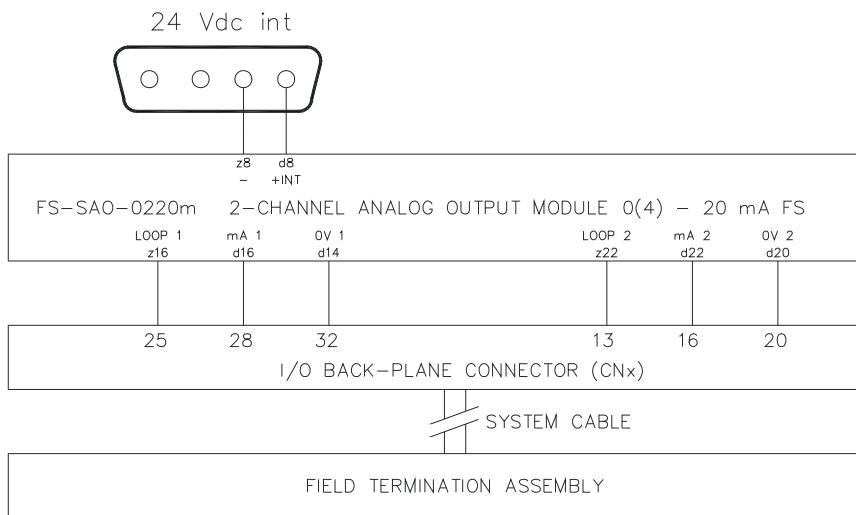 24 Vdc int
z8 d8
- +INT
FS-SAO-0220m 2-CHANNEL ANALOG OUTPUT MODULE 0(4) - 20 mA FS
LOOP 1 mA 1 0V 1 LOOP 2 mA 2 0V 2
z16 d16 d14 z22 d22 d20
25 28 32 13 16 20
I/O BACK-PLANE CONNECTOR (CNx)
SYSTEM CABLE
FIELD TERMINATION ASSEMBLY